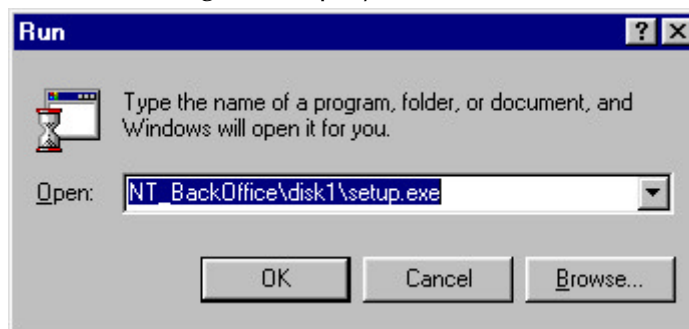 Run
Type the name of a program, folder, or document, and
Windows will open it for you.
Open: NT_BackOffice\disk1\setup.exe
OK Cancel Browse...